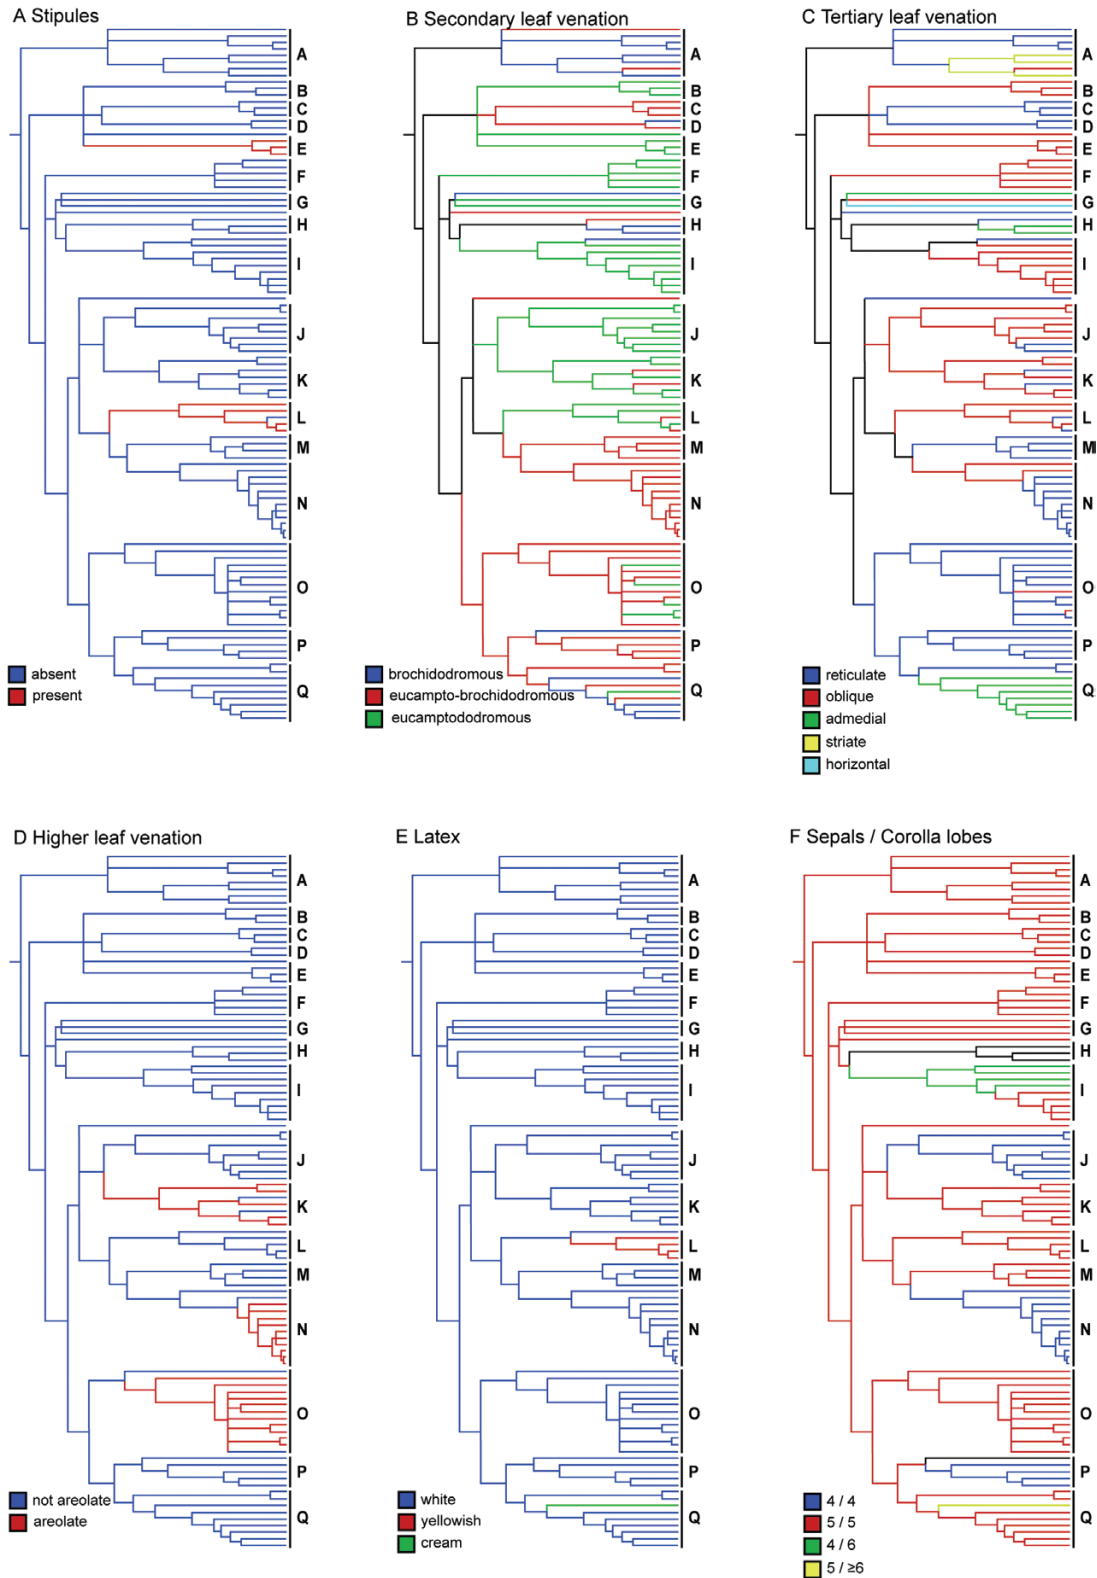 A Stipules
A
B
C
D
E
F
G
H
I
J
K
L
M
N
O
P
Q
absent
present
B Secondary leaf venation
A
B
C
D
E
F
G
H
I
J
K
L
M
N
O
P
Q
brochidodromous
eucampto-brochidodromous
eucamptododromous
C Tertiary leaf venation
A
B
C
D
E
F
G
H
I
J
K
L
M
N
O
P
Q
reticulate
oblique
admedial
striate
horizontal
D Higher leaf venation
A
B
C
D
E
F
G
H
I
J
K
L
M
N
O
P
Q
not areolate
areolate
E Latex
A
B
C
D
E
F
G
H
I
J
K
L
M
N
O
P
Q
white
yellowish
cream
F Sepals / Corolla lobes
A
B
C
D
E
F
G
H
I
J
K
L
M
N
O
P
Q
4 / 4
5 / 5
4 / 6
5 / ≥6